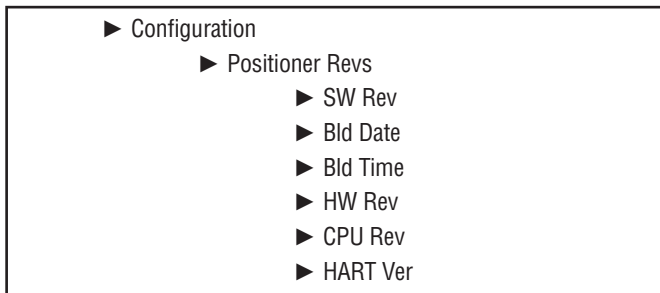 ► Configuration
► Positioner Revs
► SW Rev
► Bld Date
► Bld Time
► HW Rev
► CPU Rev
► HART Ver